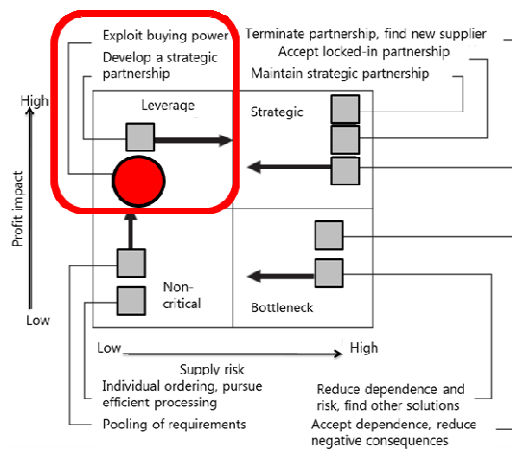 Exploit buying power
Terminate partnership, find new supplier
Accept locked-in partnership
Develop a strategic
partnership
Maintain strategic partnership
High
Leverage
Strategic
Profit impact
Non-
critical
Bottleneck
Low
Low
High
Supply risk
Individual ordering, pursue
efficient processing
Pooling of requirements
Reduce dependence and
risk, find other solutions
Accept dependence, reduce
negative consequences